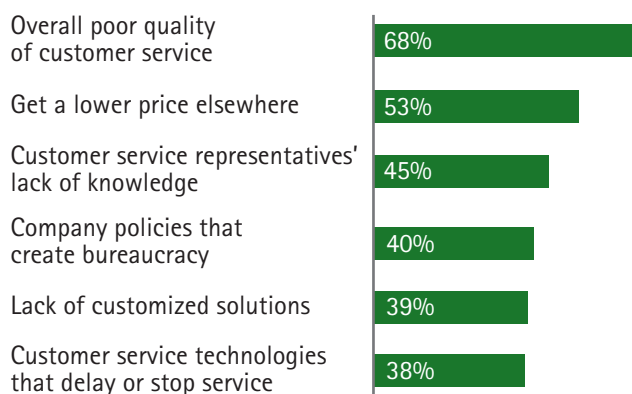 Overall poor quality
of customer service
68%
Get a lower price elsewhere
53%
Customer service representatives’
lack of knowledge
45%
Company policies that
create bureaucracy
40%
Lack of customized solutions
39%
Customer service technologies
that delay or stop service
38%